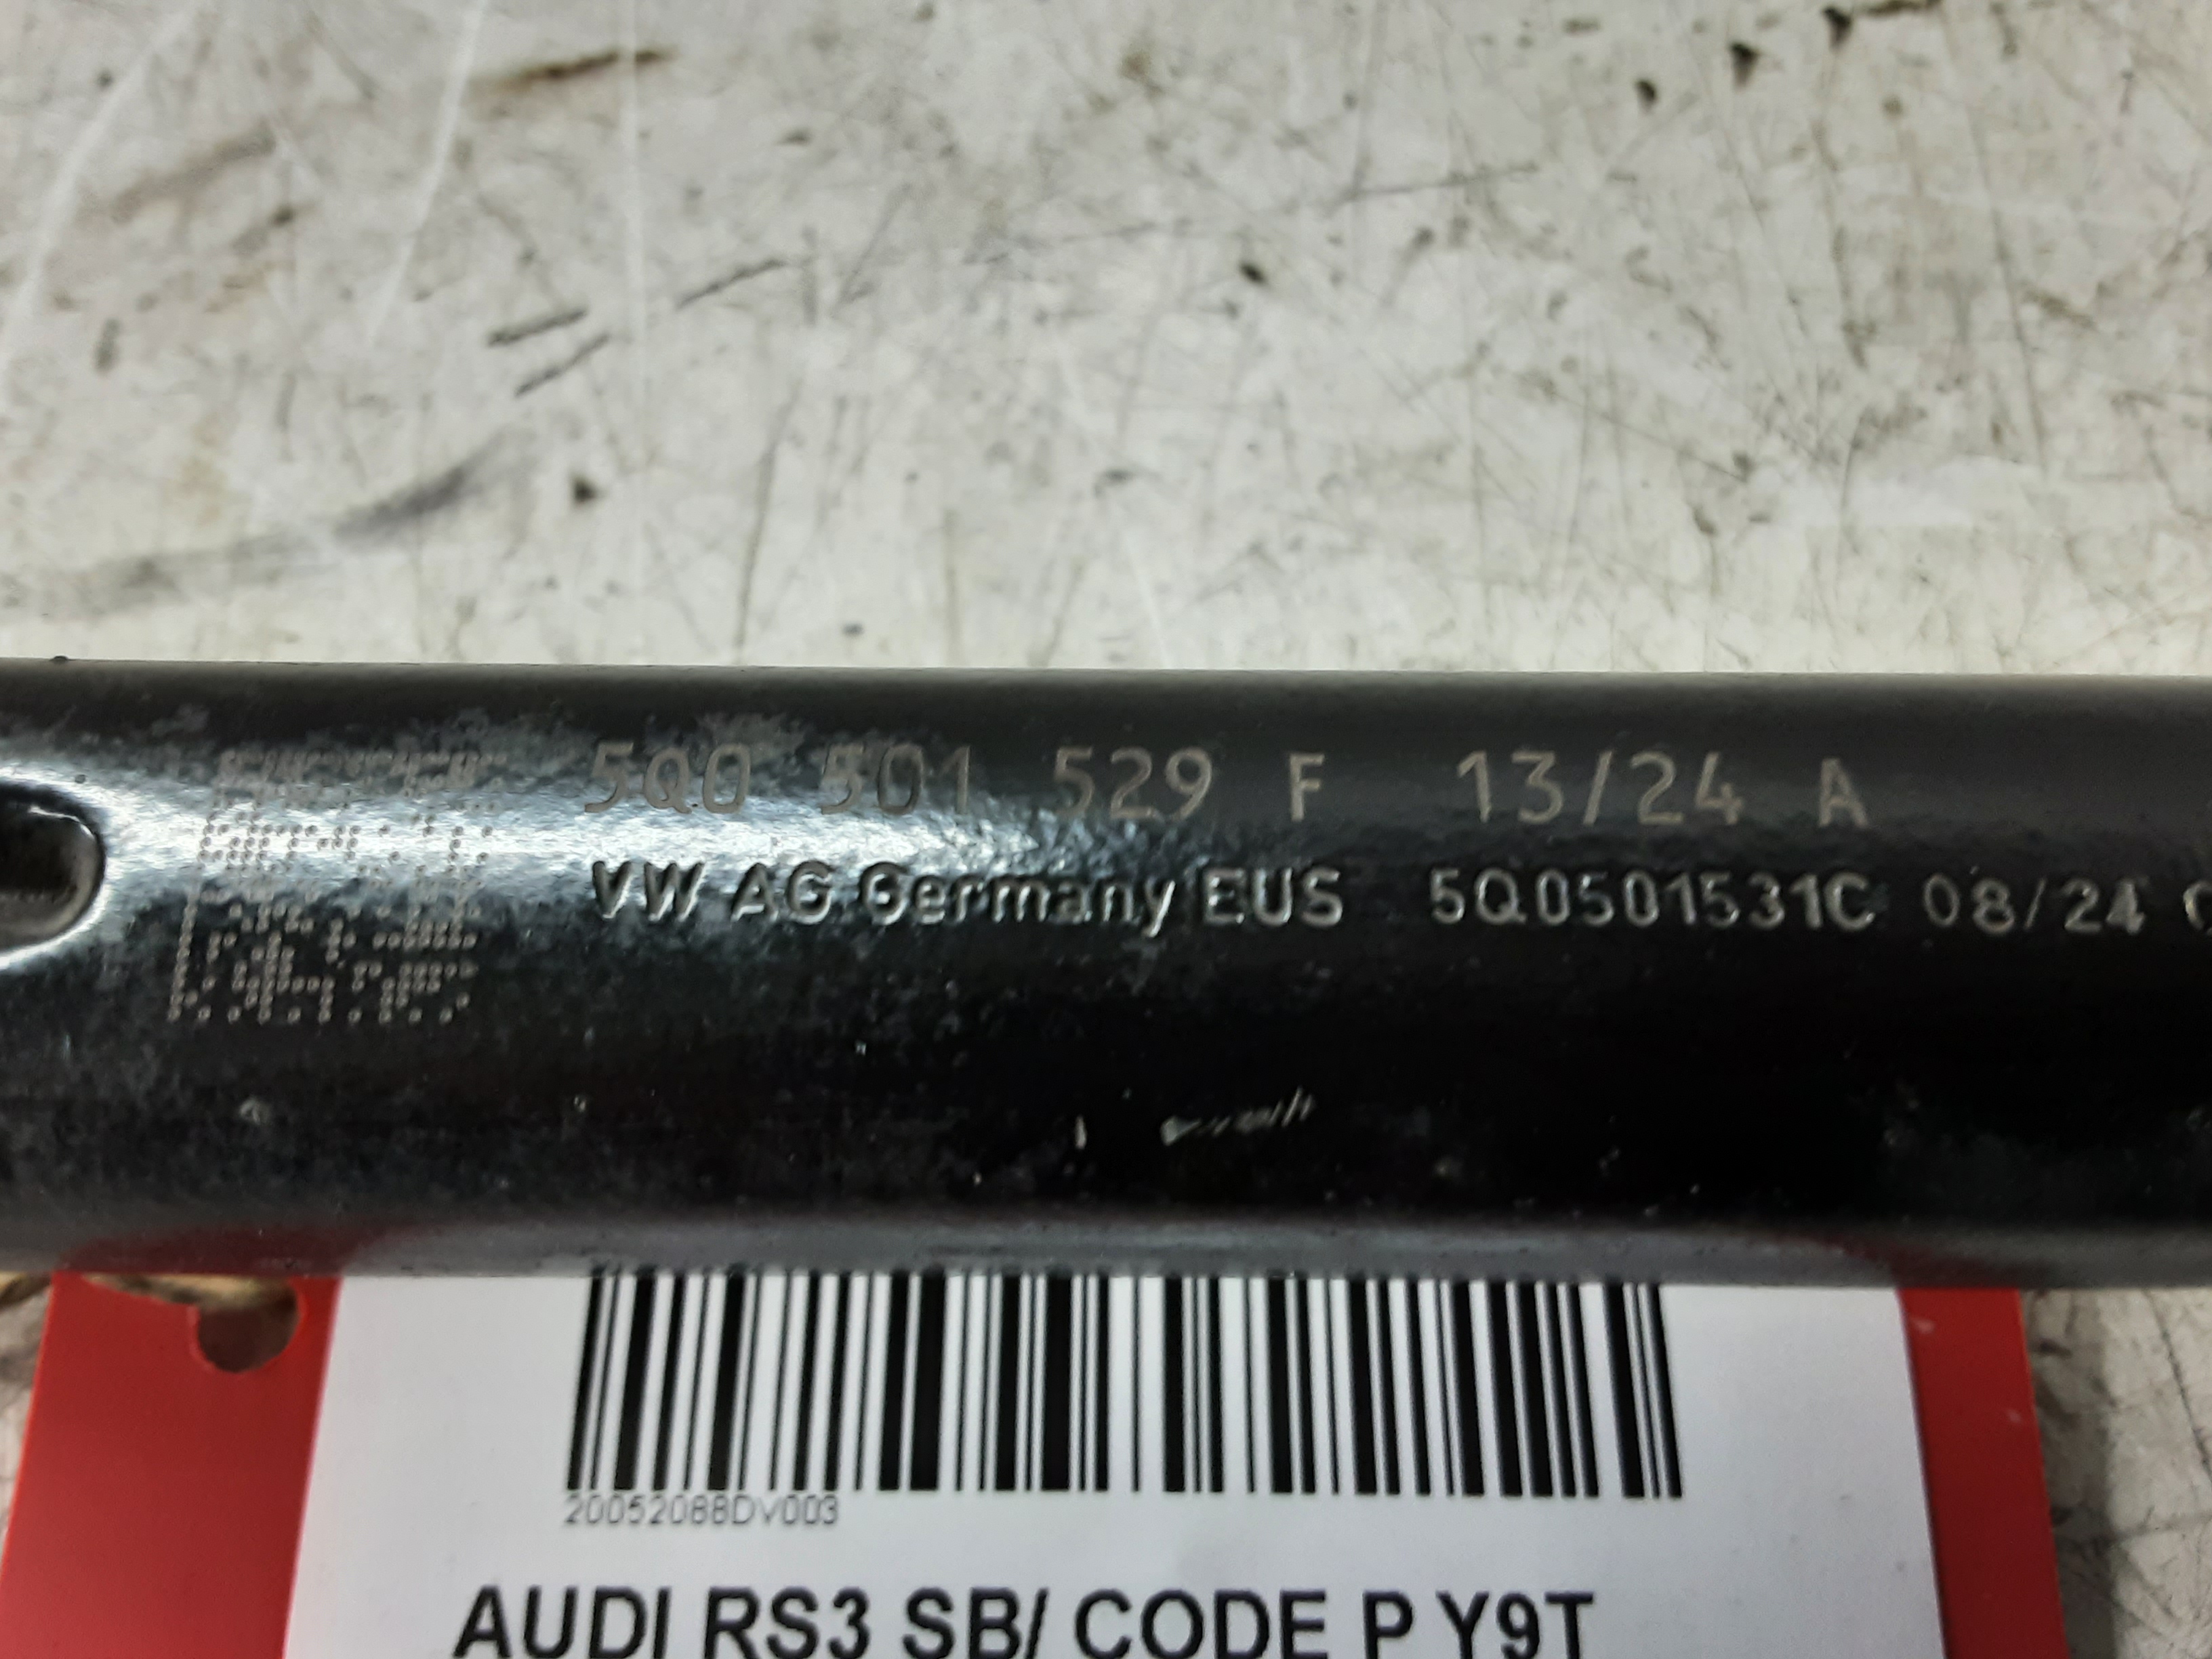 5Q0 501 529 F 13/24 A
VW AG Germany EUS 5Q0501531C 08/24
20052088DV003
AUDI RS3 SB/ CODE P Y9T